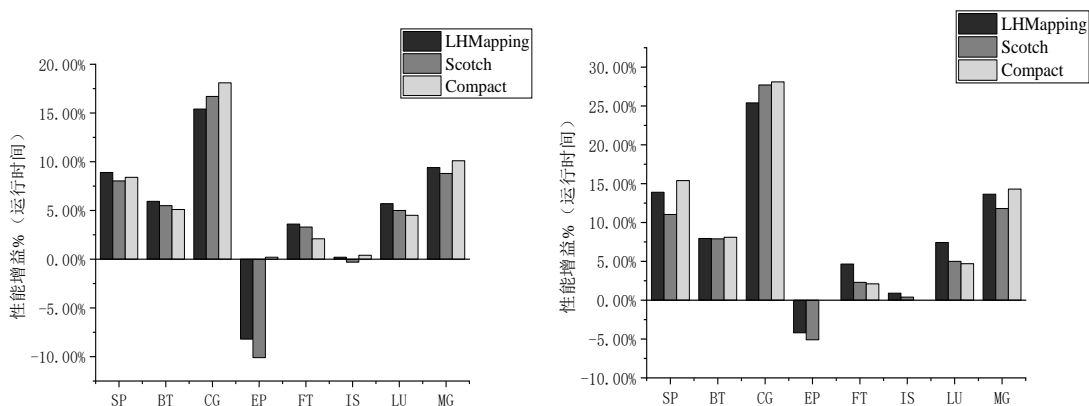 LHMapping
Scotch
Compact
20.00%
15.00%
10.00%
5.00%
0.00%
-5.00%
-10.00%
性能增益%（运行时间）
SP BT CG EP FT IS LU MG
LHMapping
Scotch
Compact
30.00%
25.00%
20.00%
15.00%
10.00%
5.00%
0.00%
-5.00%
-10.00%
性能增益%（运行时间）
SP BT CG EP FT IS LU MG